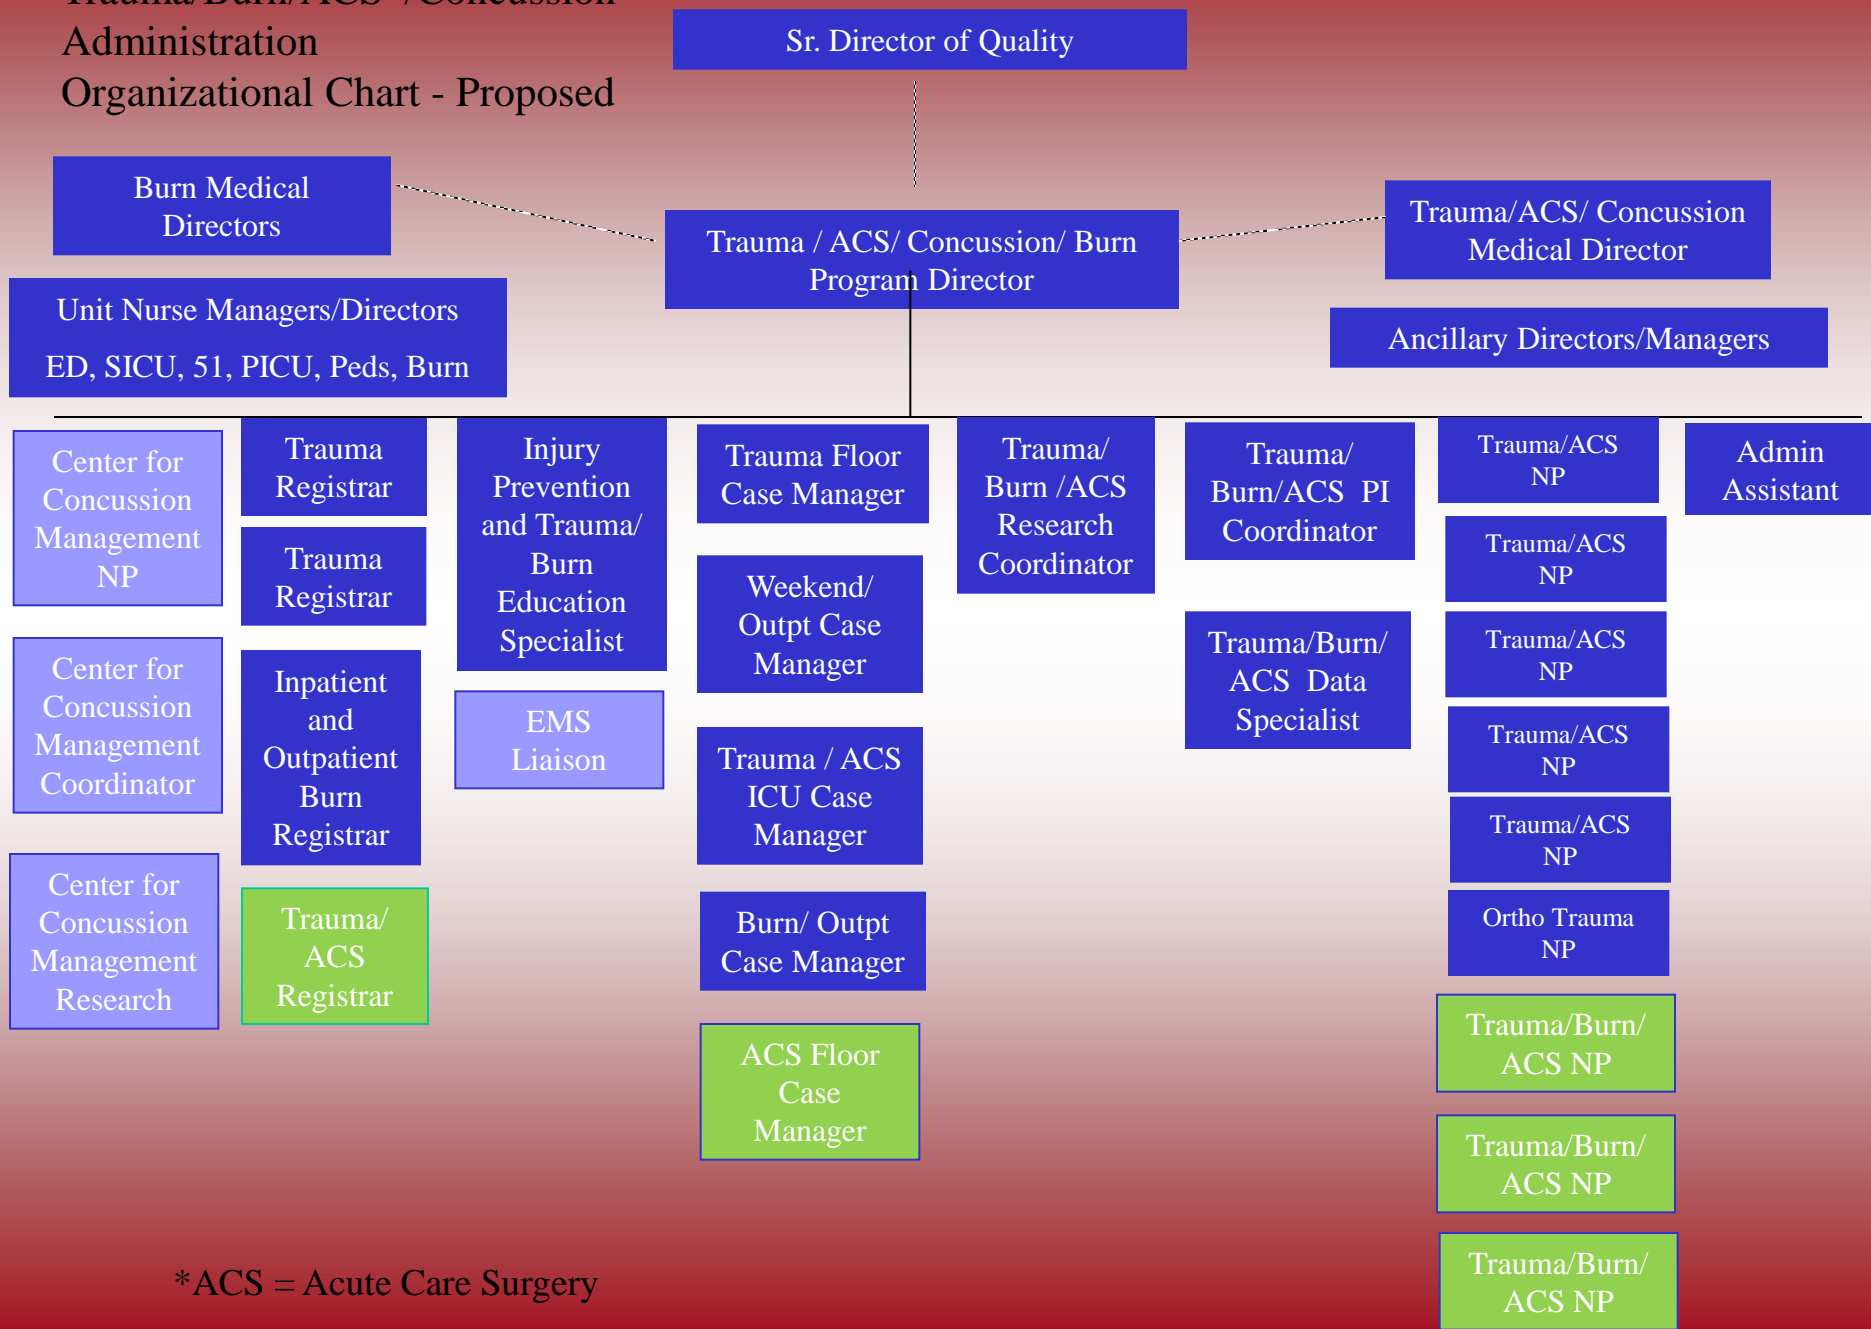 Trauma/Burn/ACS */Concussion
Administration
Organizational Chart - Proposed
Sr. Director of Quality
Burn Medical
Directors
Trauma / ACS/ Concussion/ Burn
Program Director
Trauma/ACS/ Concussion
Medical Director
Unit Nurse Managers/Directors
ED, SICU, 51, PICU, Peds, Burn
Ancillary Directors/Managers
Center for
Concussion
Management
NP
Center for
Concussion
Management
Coordinator
Center for
Concussion
Management
Research
Trauma
Registrar
Trauma
Registrar
Inpatient
and
Outpatient
Burn
Registrar
Trauma/
ACS
Registrar
Injury
Prevention
and Trauma/
Burn
Education
Specialist
EMS
Liaison
Trauma Floor
Case Manager
Weekend/
Outpt Case
Manager
Trauma / ACS
ICU Case
Manager
Burn/ Outpt
Case Manager
ACS Floor
Case
Manager
Trauma/
Burn /ACS
Research
Coordinator
Trauma/
Burn/ACS PI
Coordinator
Trauma/Burn/
ACS Data
Specialist
Trauma/ACS
NP
Trauma/ACS
NP
Trauma/ACS
NP
Trauma/ACS
NP
Trauma/ACS
NP
Ortho Trauma
NP
Trauma/Burn/
ACS NP
Trauma/Burn/
ACS NP
Trauma/Burn/
ACS NP
Admin
Assistant
*ACS = Acute Care Surgery